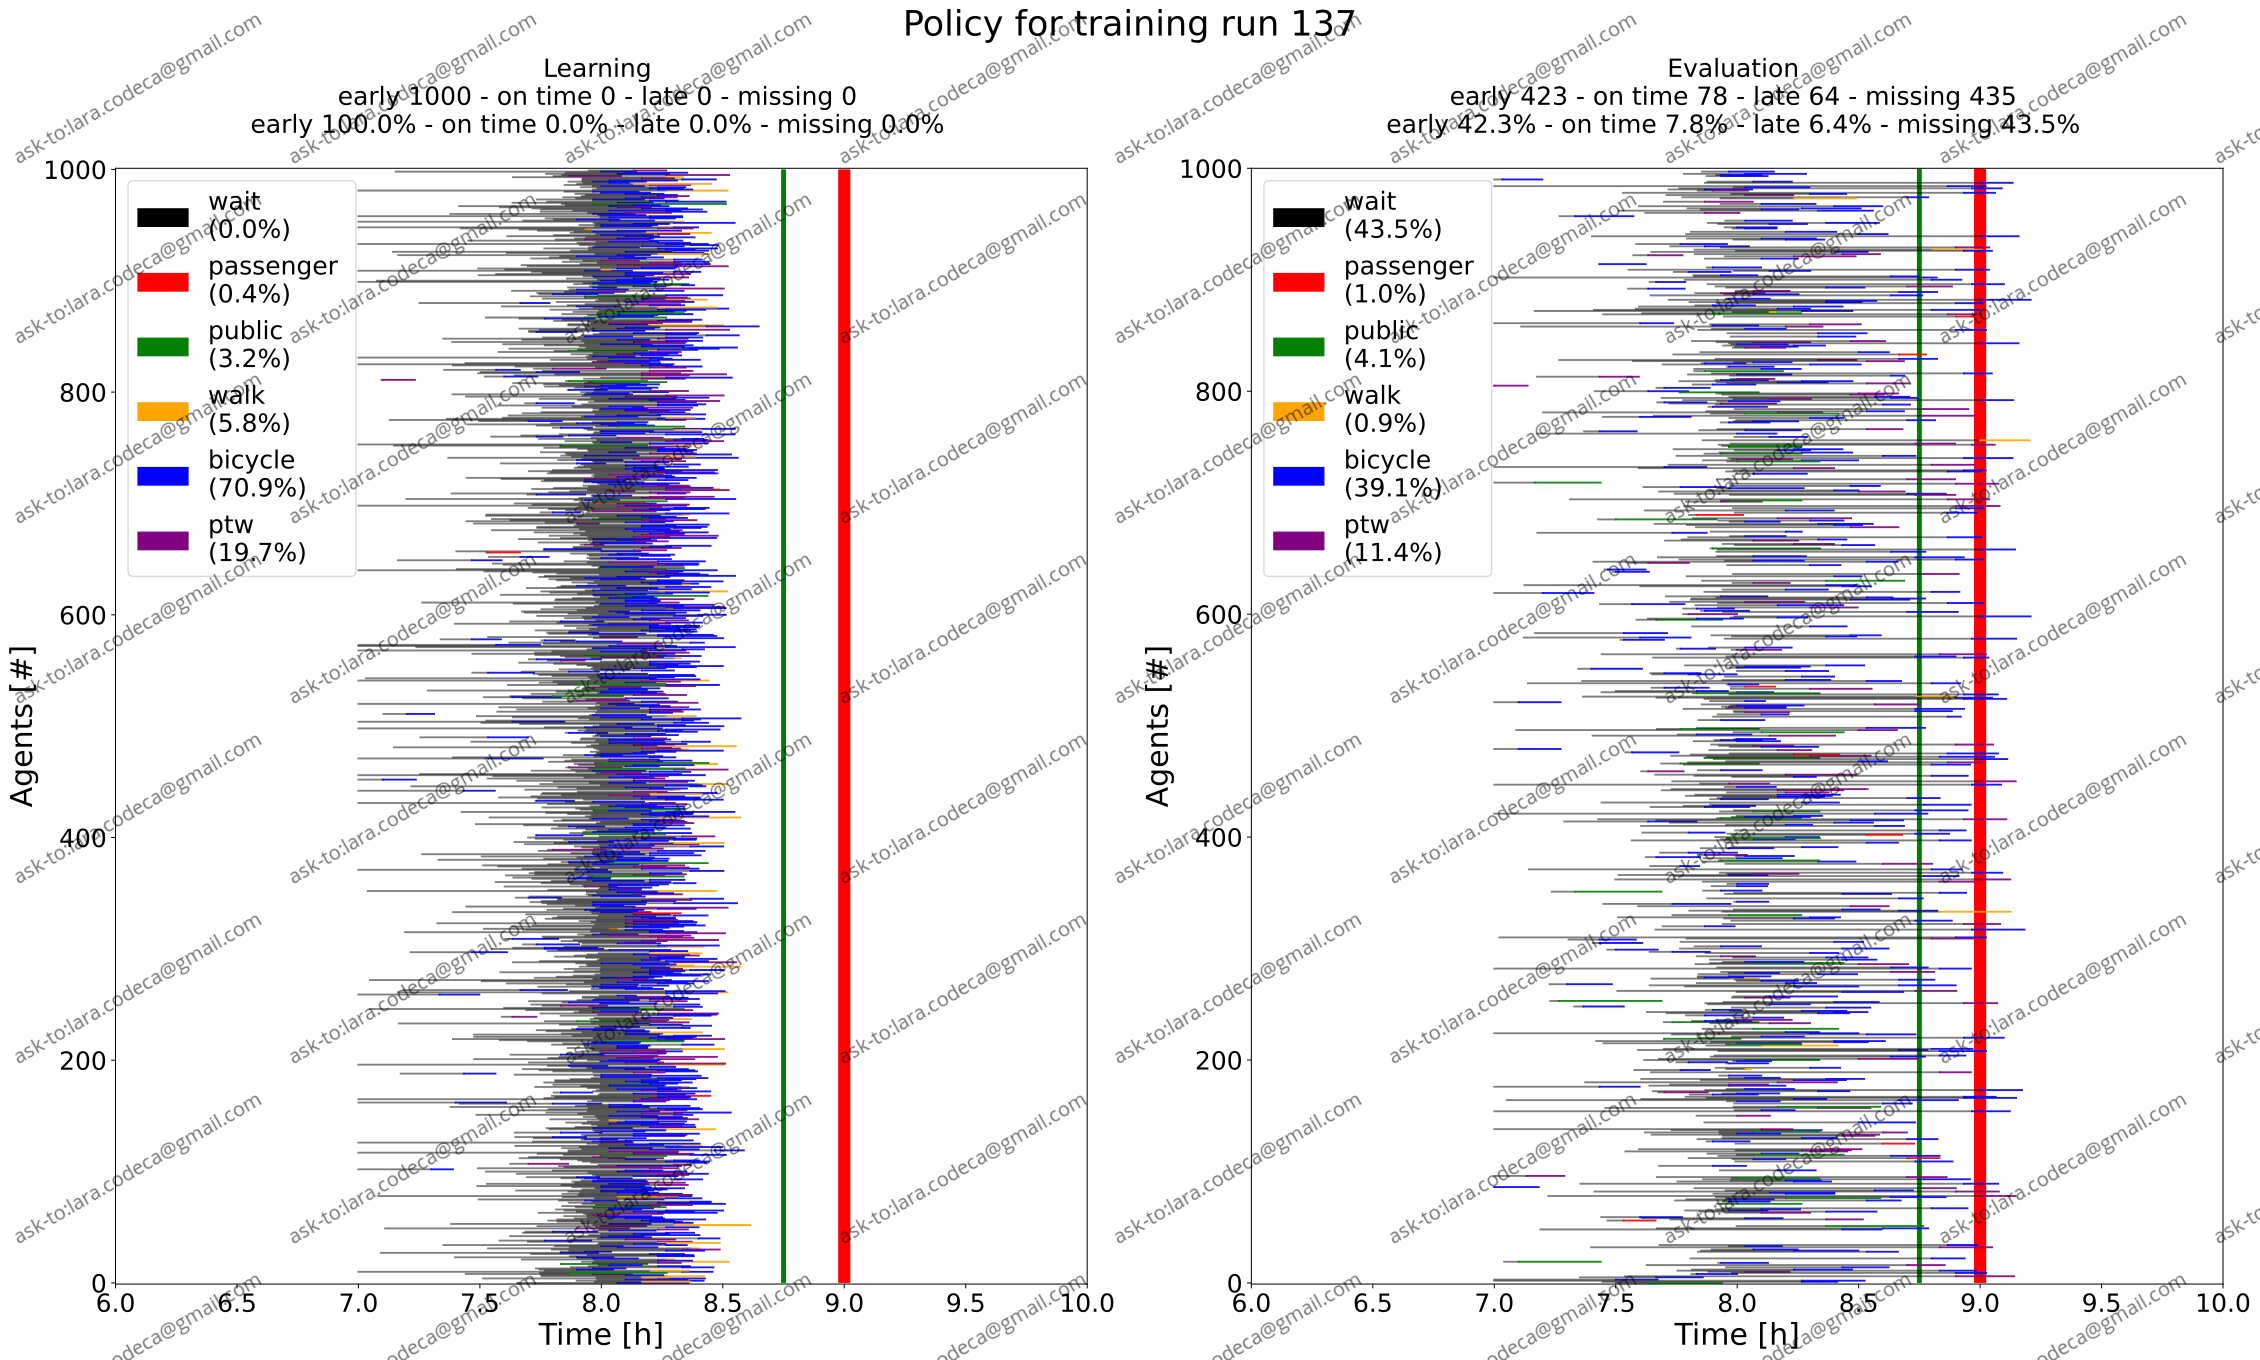 Policy for training run 137
Learning
early 1000 - on time 0 - late 0 - missing 0
early 100.0% - on time 0.0% - late 0.0% - missing 0.0%
Agents [#]
1000
800
600
400
200
0
wait
(0.0%)
passenger
(0.4%)
public
(3.2%)
walk
(5.8%)
bicycle
(70.9%)
ptw
(19.7%)
6.0 6.5 7.0 7.5 8.0 8.5 9.0 9.5 10.0
Time [h]
Evaluation
early 423 - on time 78 - late 64 - missing 435
early 42.3% - on time 7.8% - late 6.4% - missing 43.5%
Agents [#]
1000
800
600
400
200
0
wait
(43.5%)
passenger
(1.0%)
public
(4.1%)
walk
(0.9%)
bicycle
(39.1%)
ptw
(11.4%)
6.0 6.5 7.0 7.5 8.0 8.5 9.0 9.5 10.0
Time [h]
ask-to:lara.codeca@gmail.com